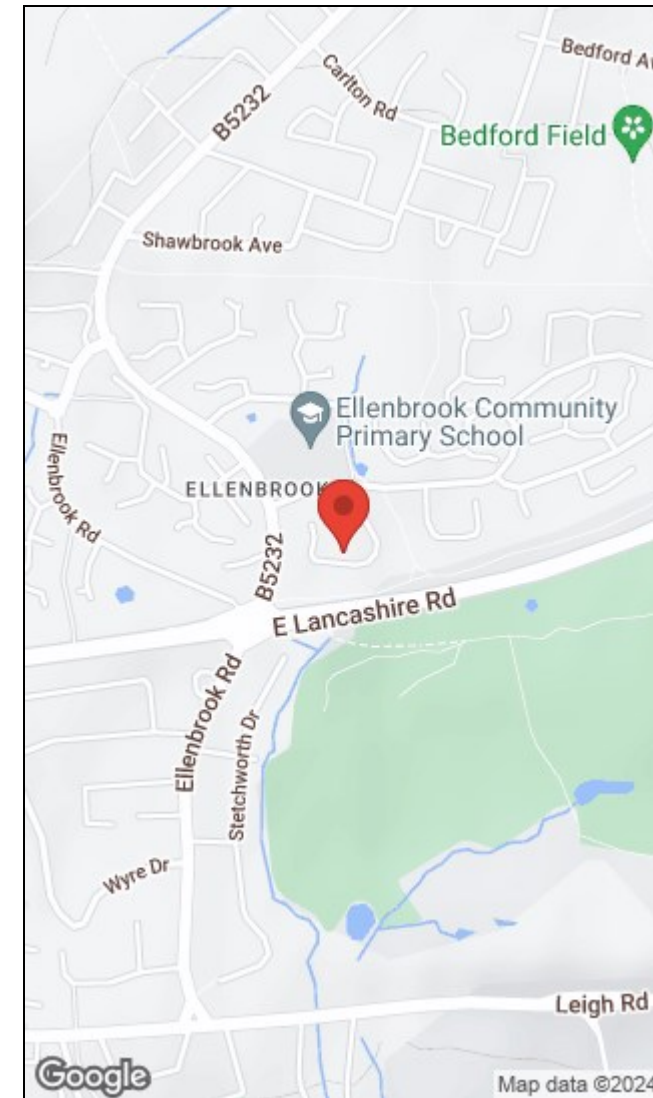 Bedford Av
Carlton Rd
B5232
Bedford Field
Shawbrook Ave
Ellenbrook Community
Primary School
Ellenbrook Rd
ELLENBROOK
B5232
E Lancashire Rd
Ellenbrook Rd
Stetchworth Dr
Wyre Dr
Leigh Rd
Google
Map data ©2024